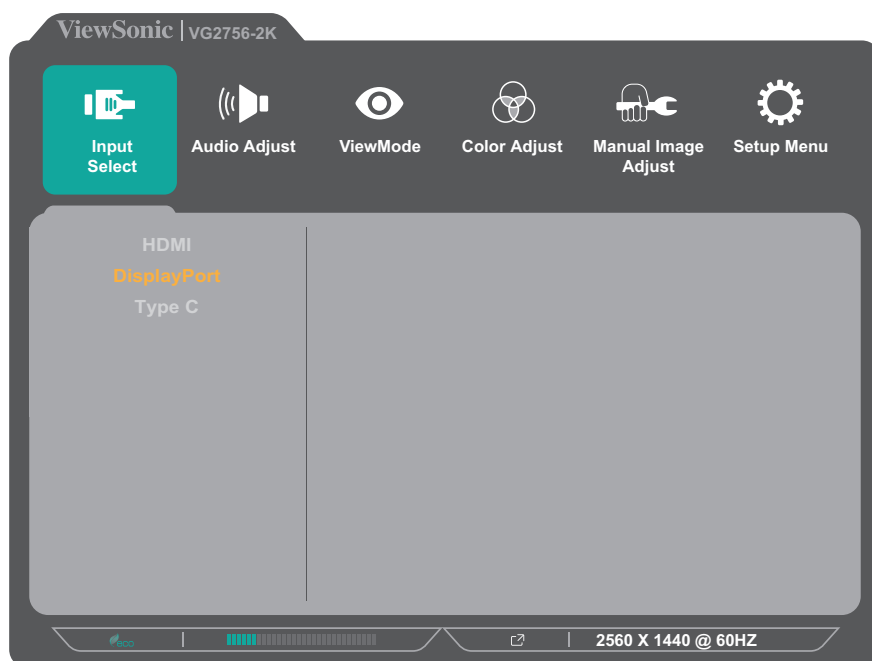 ViewSonic | VG2756-2K
Input Select
Audio Adjust
ViewMode
Color Adjust
Manual Image Adjust
Setup Menu
HDMI
DisplayPort
Type C
eco
2560 X 1440 @ 60HZ